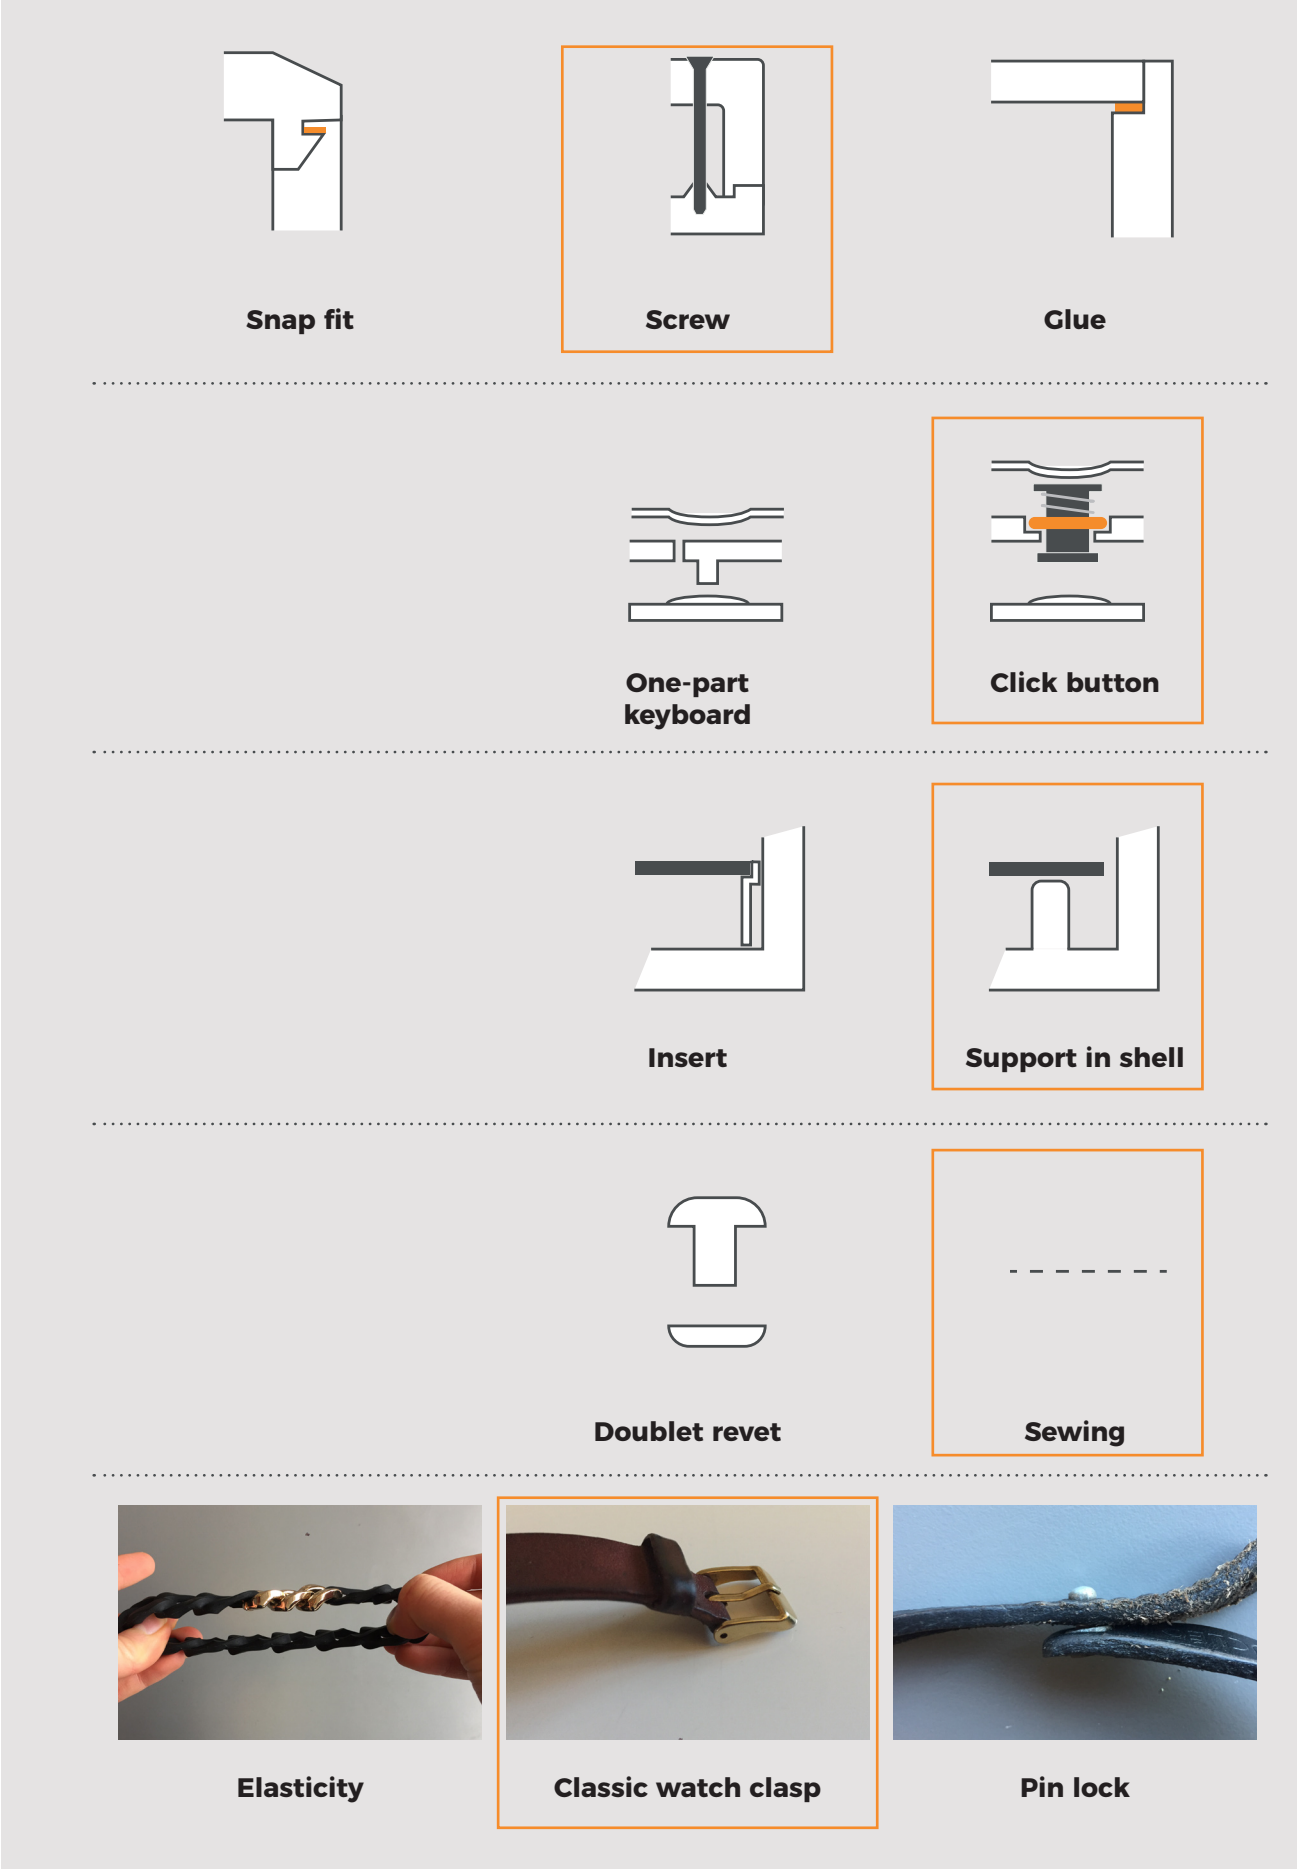 Snap fit
Screw
Glue
One-part
keyboard
Click button
Insert
Support in shell
Doublet revet
Sewing
Elasticity
Classic watch clasp
Pin lock